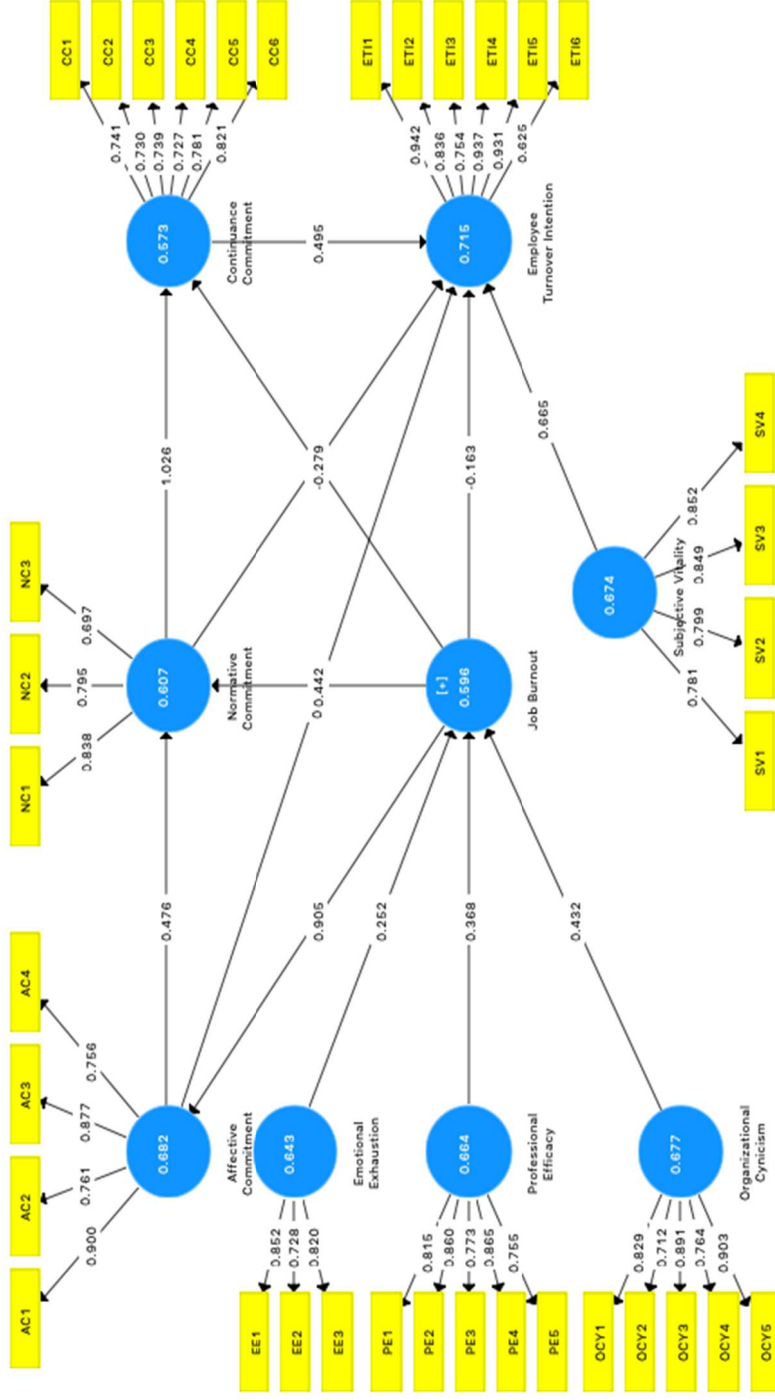 AC1
AC2
AC3
AC4
0.900
0.761
0.877
0.756
0.682
Affective
Commitment
NC1
NC2
NC3
0.838
0.795
0.697
0.607
Normative
Commitment
CC1
CC2
CC3
CC4
CC5
CC6
0.741
0.730
0.739
0.727
0.781
0.821
0.573
Continuance
Commitment
0.476
1.026
0.495
0.905
0.442
-0.279
EE1
EE2
EE3
0.852
0.728
0.820
0.643
Emotional
Exhaustion
0.252
PE1
PE2
PE3
PE4
PE5
0.815
0.860
0.773
0.865
0.755
0.664
Professional
Efficacy
0.368
[+]
0.596
Job Burnout
-0.163
ETI1
ETI2
ETI3
ETI4
ETI5
ETI6
0.942
0.836
0.754
0.937
0.931
0.625
0.715
Employee
Turnover Intention
OCY1
OCY2
OCY3
OCY4
OCY5
0.829
0.712
0.891
0.764
0.903
0.677
Organizational
Cynicism
0.432
0.665
0.674
Subjective Vitality
0.781
0.799
0.849
0.852
SV1
SV2
SV3
SV4